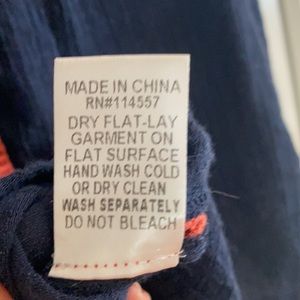 MADE IN CHINA
RN#114557
DRY FLAT-LAY
GARMENT ON
FLAT SURFACE
HAND WASH COLD
OR DRY CLEAN
WASH SEPARATELY
DO NOT BLEACH